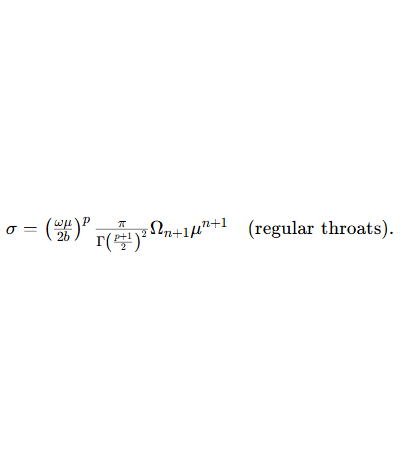 σ = (ωμ/2b)^p π/Γ((p+1)/2)^2 Ω_{n+1}μ^{n+1} (regular throats).